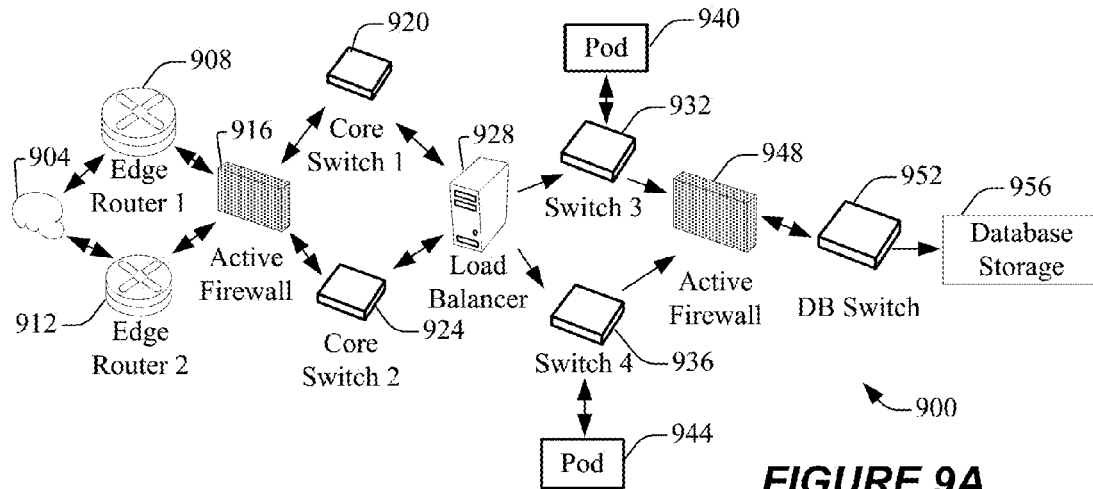 920
940
908
Pod
932
916
Core
Switch 1
928
948
904
Edge
Router 1
Switch 3
952
956
Database
Storage
Active
Firewall
Load
Balancer
Active
Firewall
DB Switch
912
Edge
Router 2
924
Core
Switch 2
Switch 4
936
900
944
Pod
FIGURE 9A